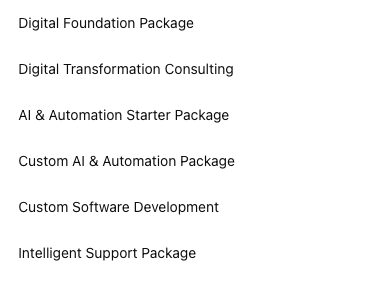 Digital Foundation Package
Digital Transformation Consulting
AI & Automation Starter Package
Custom AI & Automation Package
Custom Software Development
Intelligent Support Package